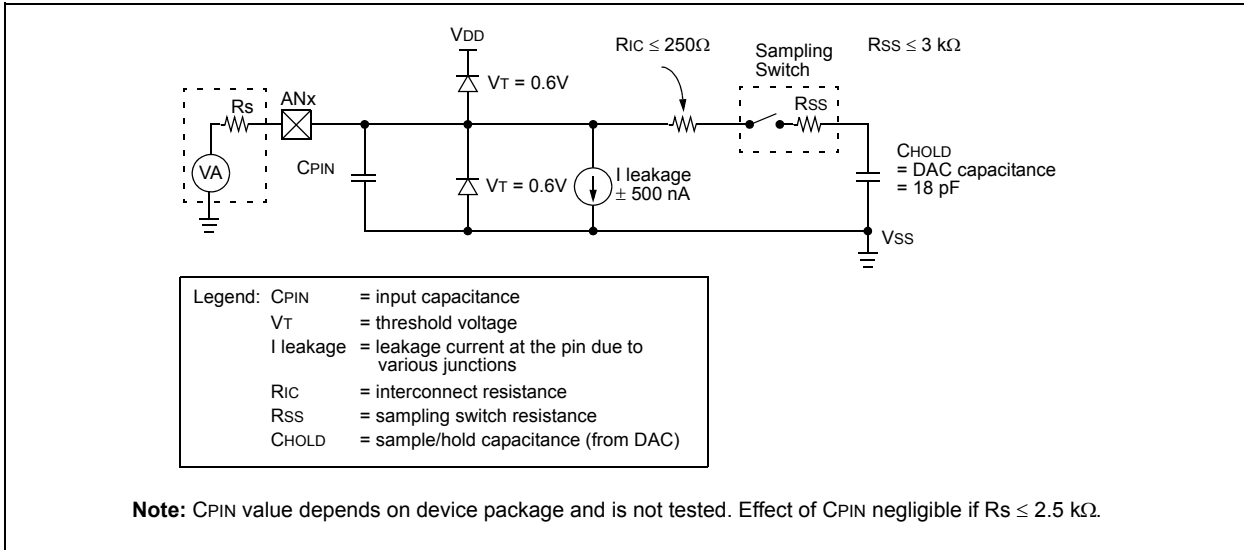 VDD
RIC ≤ 250Ω
Sampling
Switch
RSS ≤ 3 kΩ
VT = 0.6V
Rs
ANx
RSS
VA
CPIN
VT = 0.6V
I leakage
± 500 nA
CHOLD
= DAC capacitance
= 18 pF
VSS
Legend: CPIN = input capacitance
VT = threshold voltage
I leakage = leakage current at the pin due to
various junctions
RIC = interconnect resistance
RSS = sampling switch resistance
CHOLD = sample/hold capacitance (from DAC)
Note: CPIN value depends on device package and is not tested. Effect of CPIN negligible if Rs ≤ 2.5 kΩ.